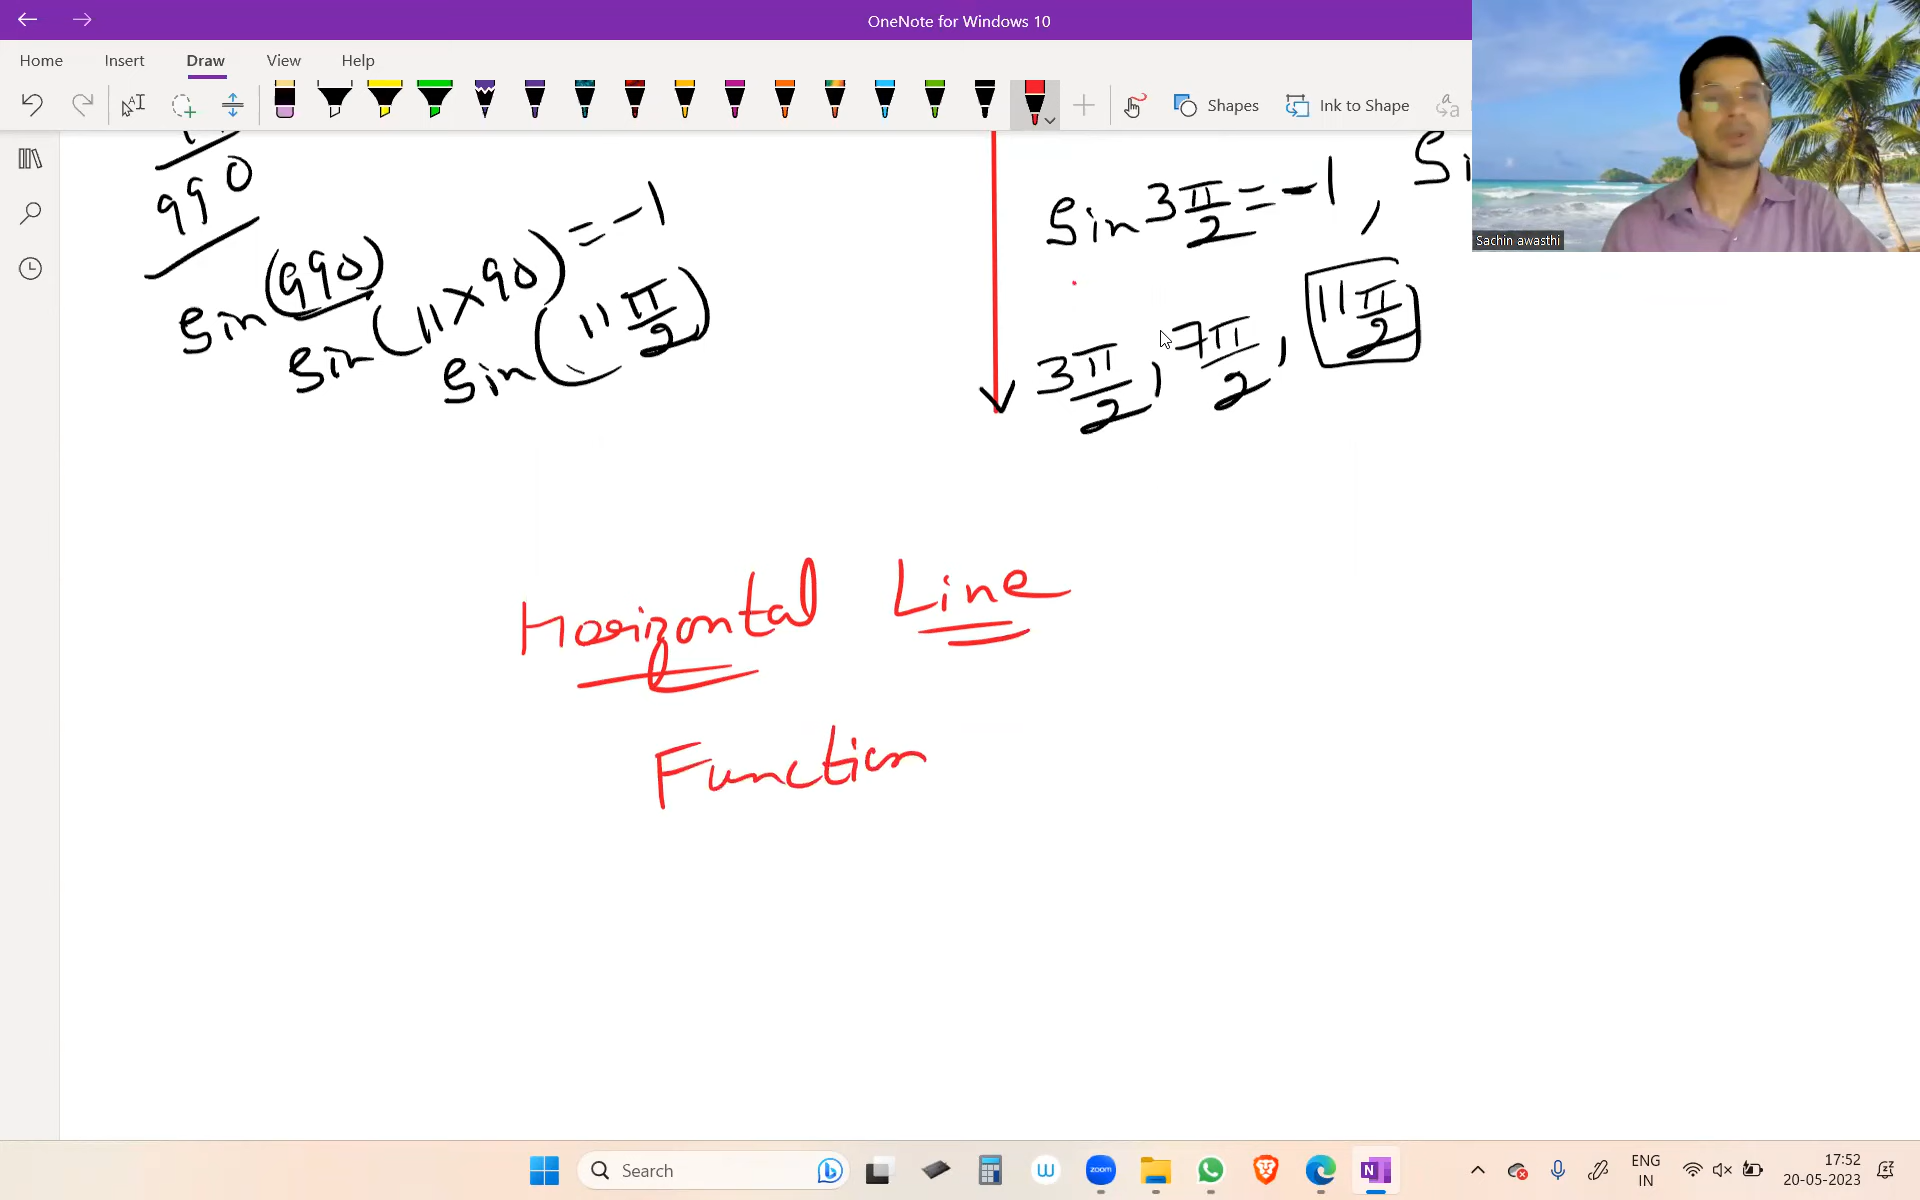 OneNote for Windows 10
Home Insert Draw View Help
Shapes Ink to Shape
990
sin(990) 
sin(11×90) = -1
sin(11π/2)
sin 3π/2 = -1, Si
3π/2, 7π/2, 11π/2
Sachin awasthi
Horizontal Line
Function
Search
zoom
ENG
IN
17:52
20-05-2023